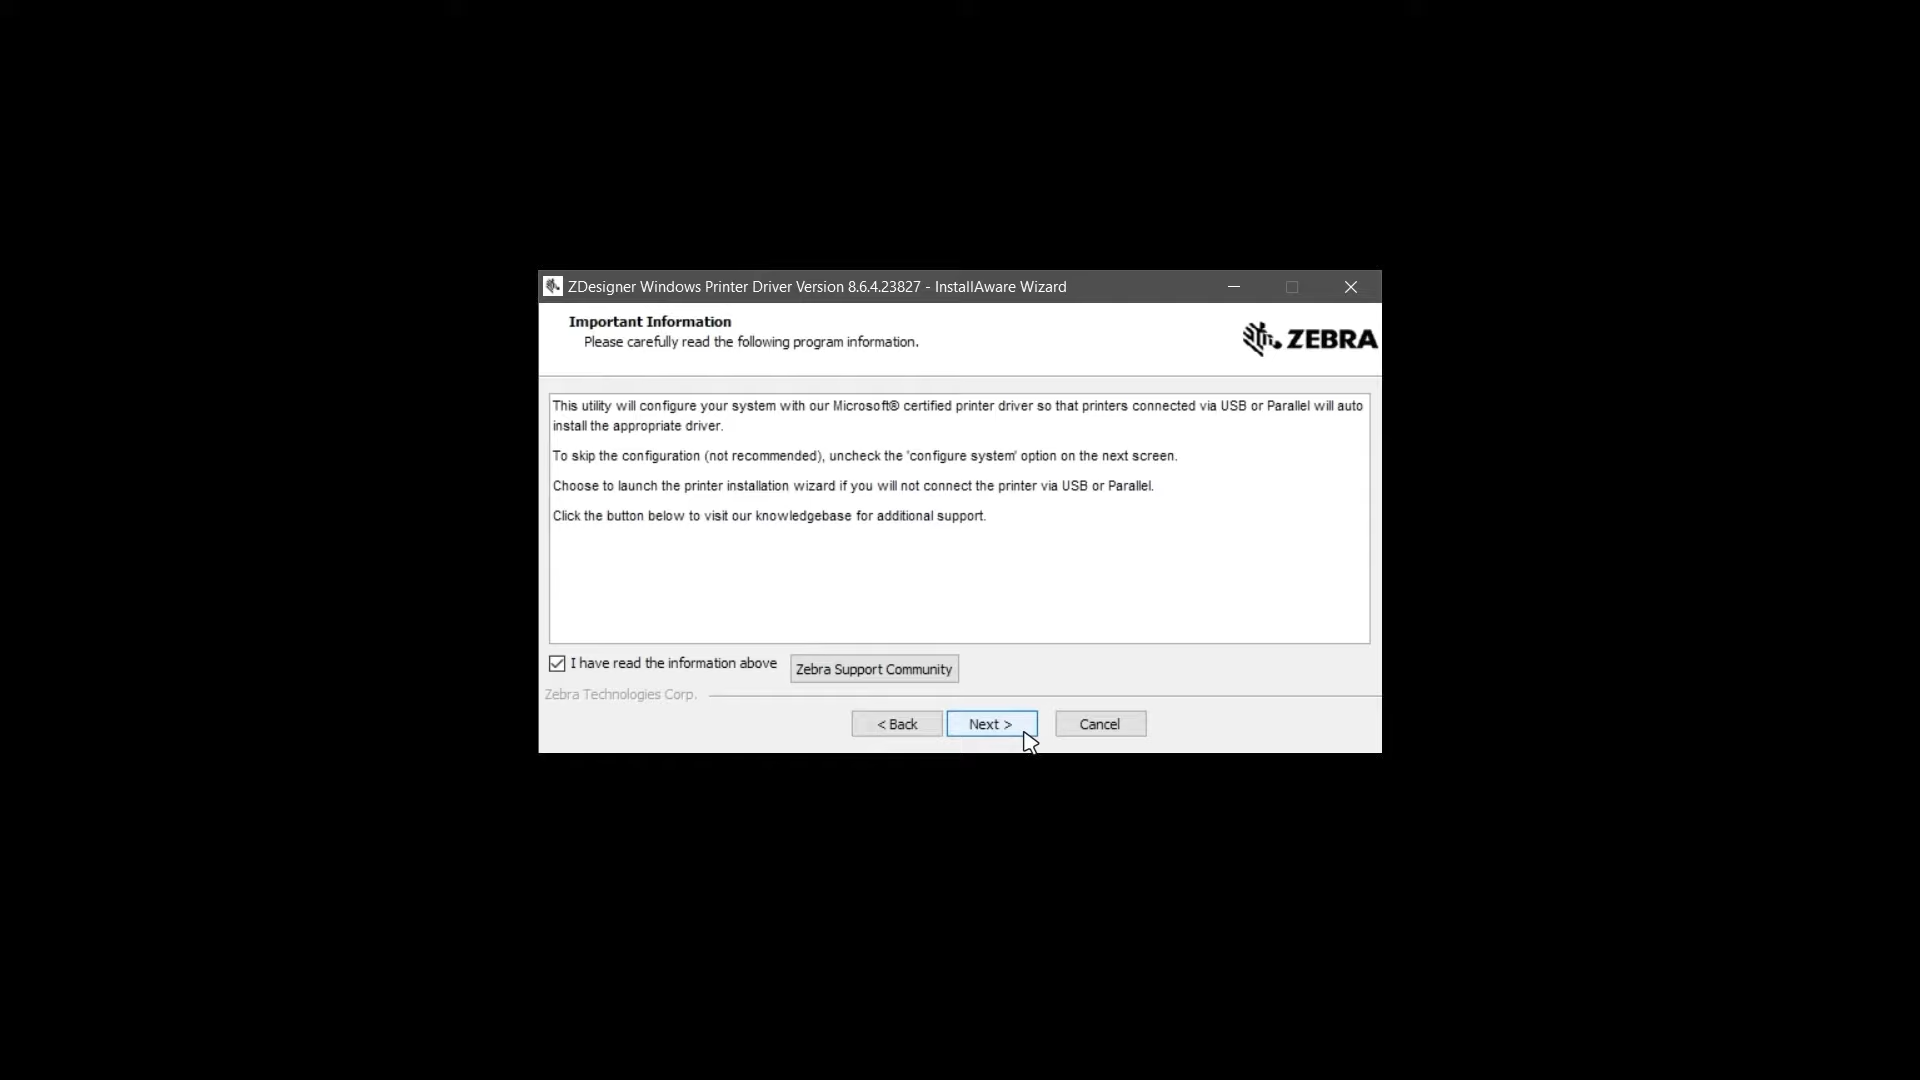 ZDesigner Windows Printer Driver Version 8.6.4.23827 - InstallAware Wizard
Important Information
Please carefully read the following program information.
ZEBRA
This utility will configure your system with our Microsoft® certified printer driver so that printers connected via USB or Parallel will auto
install the appropriate driver.
To skip the configuration (not recommended), uncheck the 'configure system' option on the next screen.
Choose to launch the printer installation wizard if you will not connect the printer via USB or Parallel.
Click the button below to visit our knowledgebase for additional support.
I have read the information above
Zebra Support Community
Zebra Technologies Corp.
< Back
Next >
Cancel